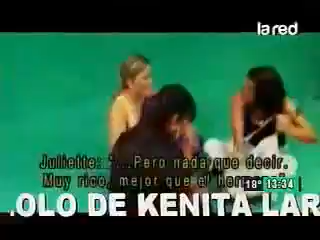 la red
Juliette: "....Pero nada que decir.
Muy rico, mejor que el
18° 13:34
.OLO DE KENITA LAR